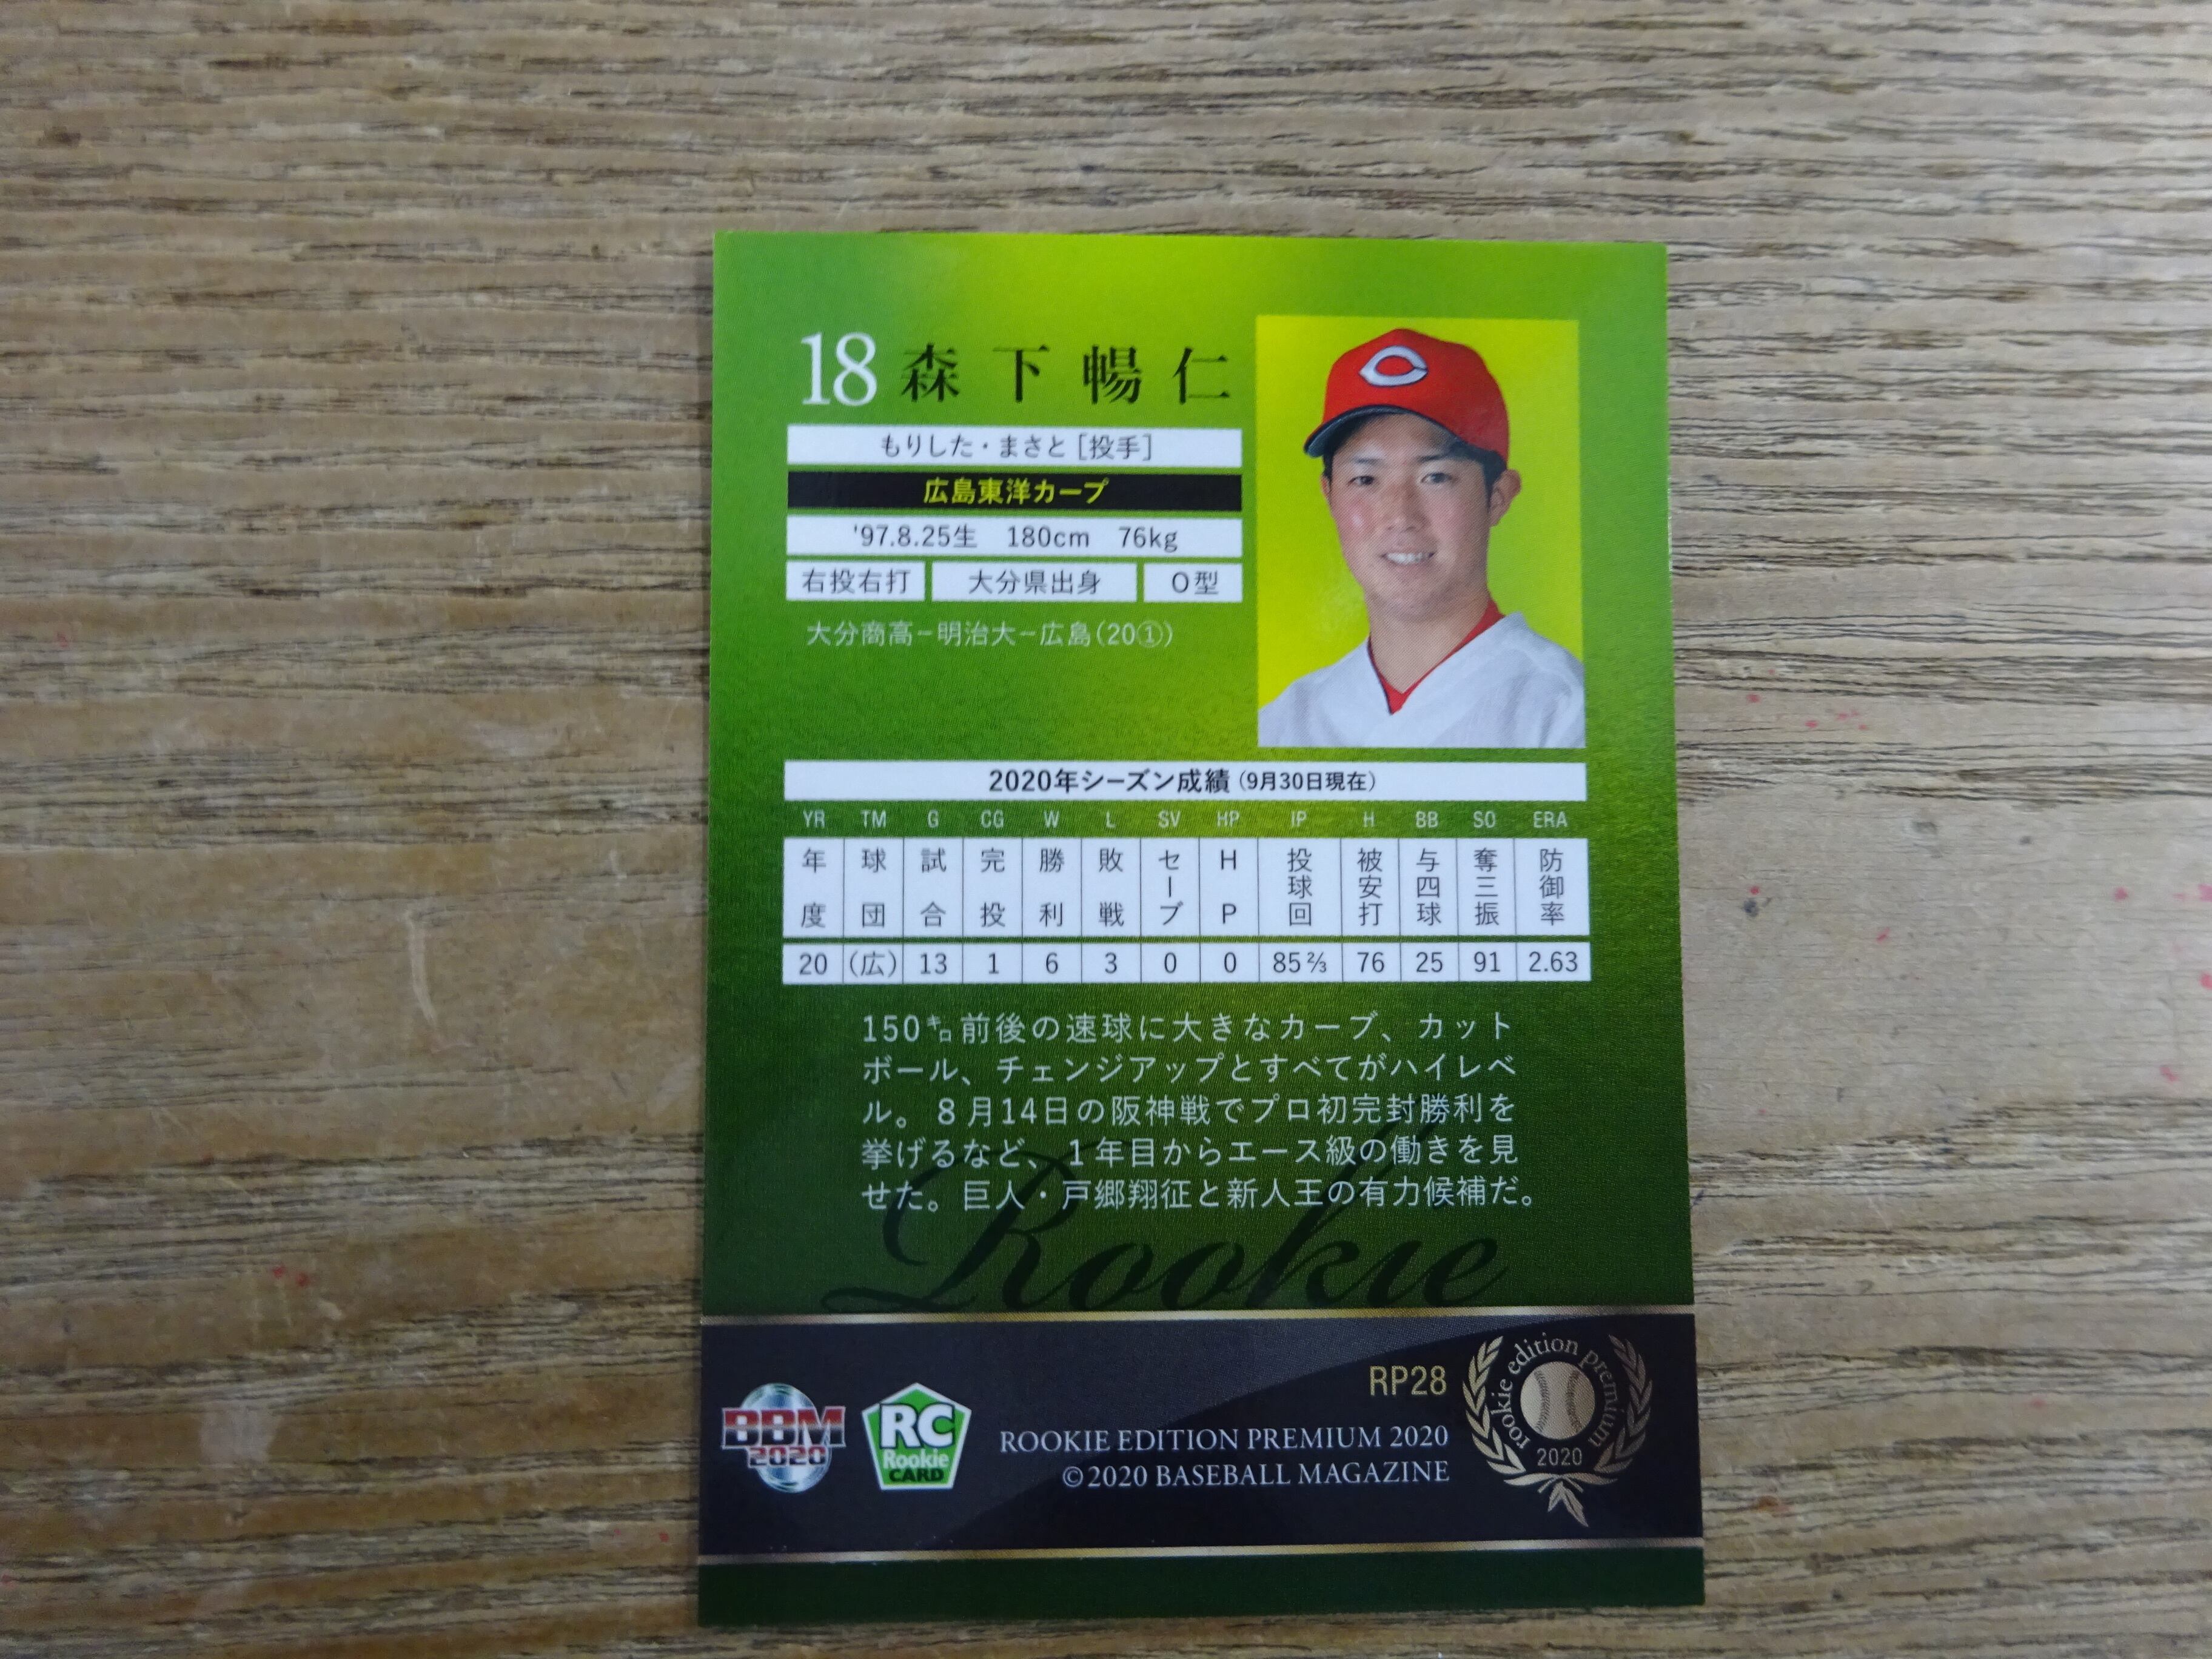 18 森下暢仁
もりした・まさと［投手］
広島東洋カープ
'97.8.25生 180cm 76kg
右投右打 大分県出身 O型
大分商高－明治大－広島(20①)
2020年シーズン成績（9月30日現在）
YR TM G CG W L SV HP IP H BB SO ERA
年度 球団 試合 完投 勝利 敗戦 セーブ HP 投球回 被安打 与四球 奪三振 防御率
20 (広) 13 1 6 3 0 0 85⅔ 76 25 91 2.63
150㌔前後の速球に大きなカーブ、カット
ボール、チェンジアップとすべてがハイレベ
ル。8月14日の阪神戦でプロ初完封勝利を
挙げるなど、1年目からエース級の働きを見
せた。巨人・戸郷翔征と新人王の有力候補だ。
Rookie
RP28
BBM
2020
RC
Rookie
CARD
ROOKIE EDITION PREMIUM 2020
©2020 BASEBALL MAGAZINE
rookie edition premium
2020